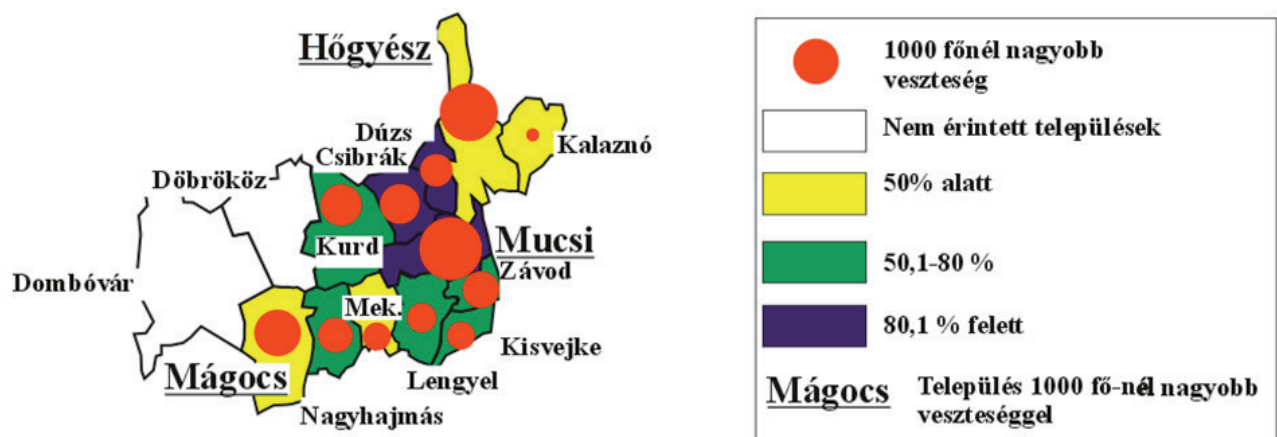 Hőgyész
Dúzs
Csibrák
Kalaznó
Döbrököz
Kurd
Mucsi
Závod
Dombóvár
Mek.
Kisvejke
Mágocs
Lengyel
Nagyhajmás
1000 főnél nagyobb
veszteség
Nem érintett települések
50% alatt
50,1-80 %
80,1 % felett
Mágocs
Település 1000 fő-nél nagyobb
veszteséggel